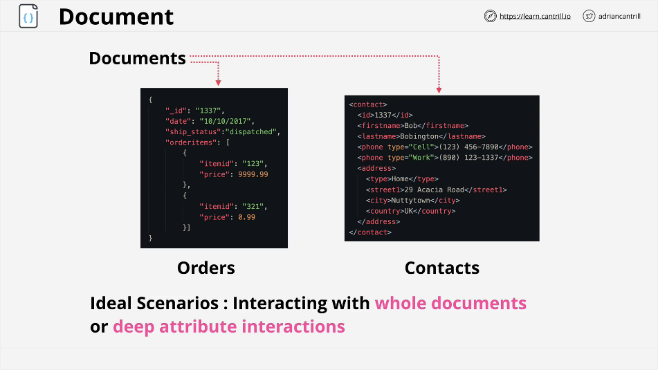 {}
Document
https://learn.cantrill.io
adriancantrill
Documents
{
"_id": "1337",
"date": "10/10/2017",
"ship_status":"dispatched",
"orderitems": [
{
"itemid": "123",
"price": 9999.99
},
{
"itemid": "321",
"price": 0.99
}]
}
Orders
<contact>
<id>1337</id>
<firstname>Bob</firstname>
<lastname>Bobington</lastname>
<phone type="Cell">(123) 456-7890</phone>
<phone type="Work">(890) 123-1337</phone>
<address>
<type>Home</type>
<street1>29 Acacia Road</street1>
<city>Nuttytown</city>
<country>UK</country>
</address>
</contact>
Contacts
Ideal Scenarios : Interacting with whole documents
or deep attribute interactions